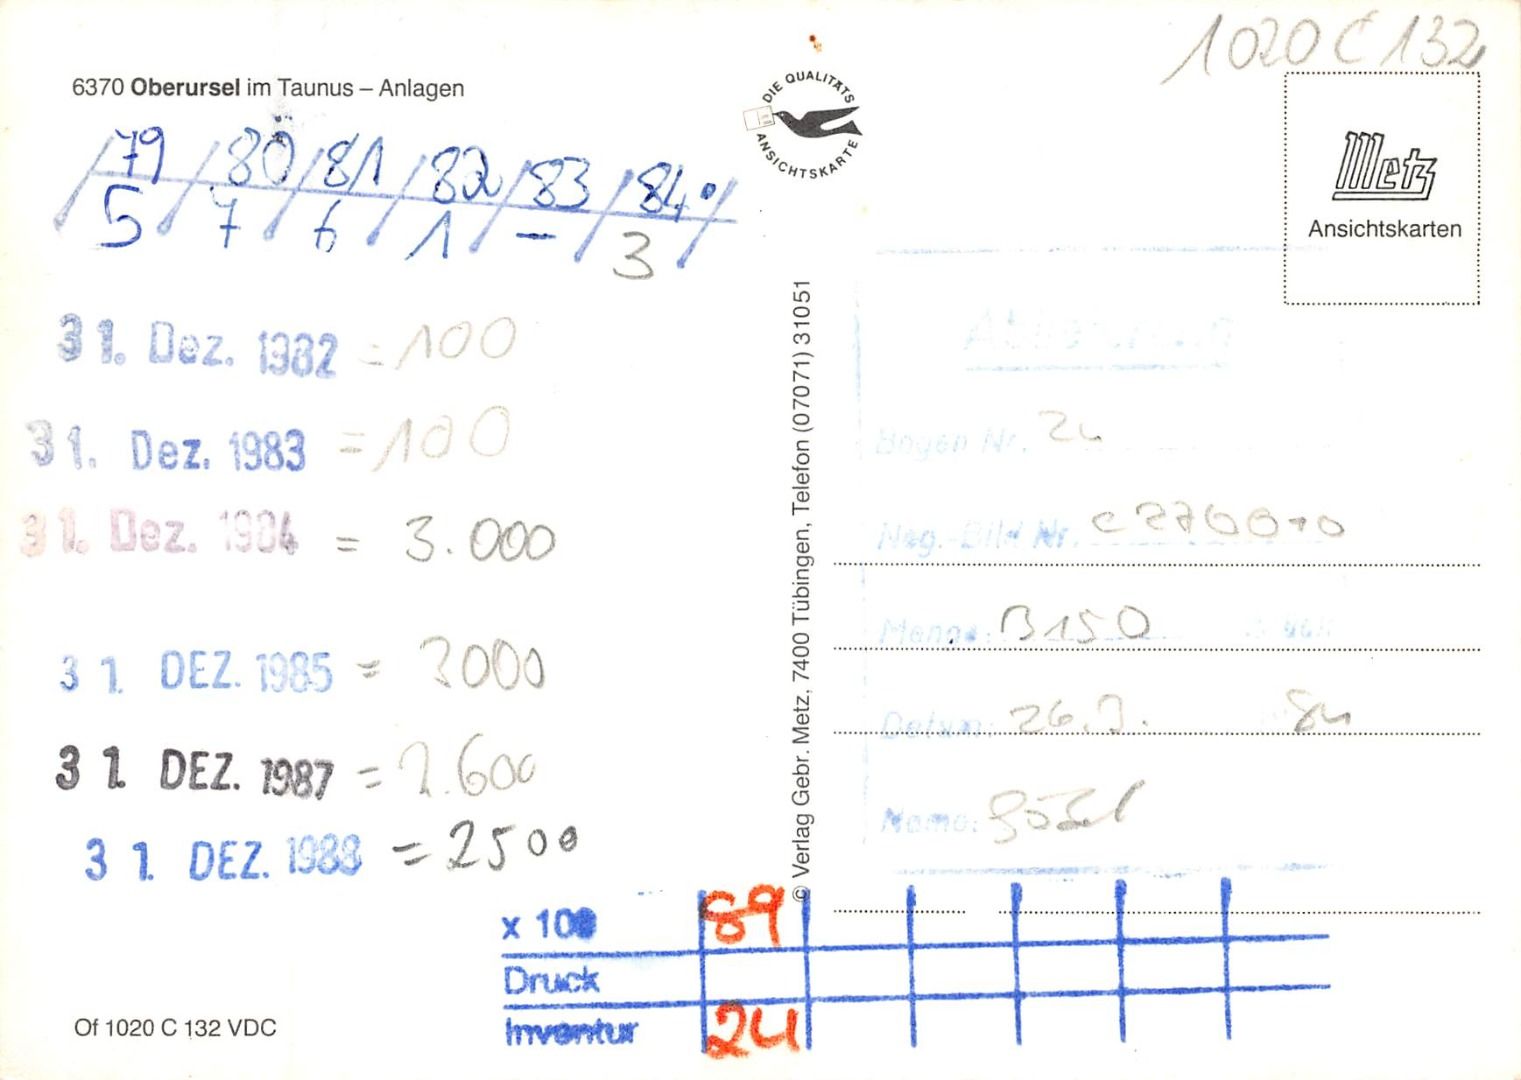 1020 C 132
6370 Oberursel im Taunus – Anlagen
DIE QUALITÄTS
ANSICHTSKARTE
Metz
Ansichtskarten
79 / 80 / 81 / 82 / 83 / 84
5 / 7 / 6 / 1 / – / 3
31. Dez. 1982 = 100
31. Dez. 1983 = 100
31. Dez. 1984 = 3.000
31 DEZ. 1985 = 3000
31 DEZ. 1987 = 2.600
31 DEZ. 1988 = 2500
© Verlag Gebr. Metz, 7400 Tübingen, Telefon (07071) 31051
Bogen Nr. 24
Neg.-Bild Nr.
Menge: 3150
Datum: 26.3. 84
Name:
x 100 89
Druck
Inventur 24
Of 1020 C 132 VDC